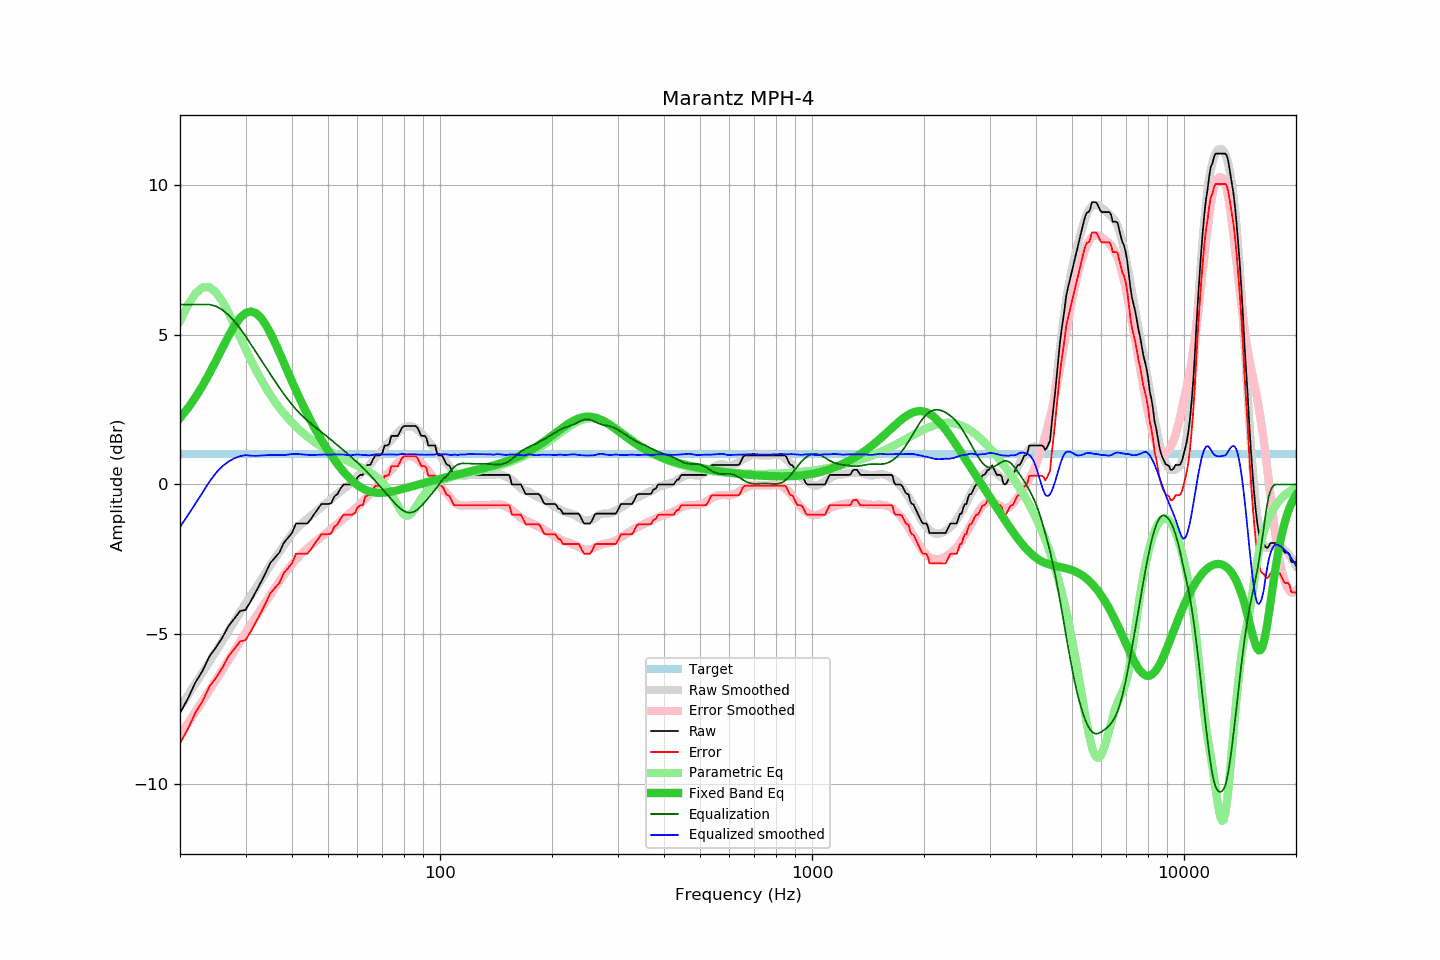 Marantz MPH-4
10
5
0
−5
−10
Amplitude (dBr)
100
1000
10000
Frequency (Hz)
Target
Raw Smoothed
Error Smoothed
Raw
Error
Parametric Eq
Fixed Band Eq
Equalization
Equalized smoothed